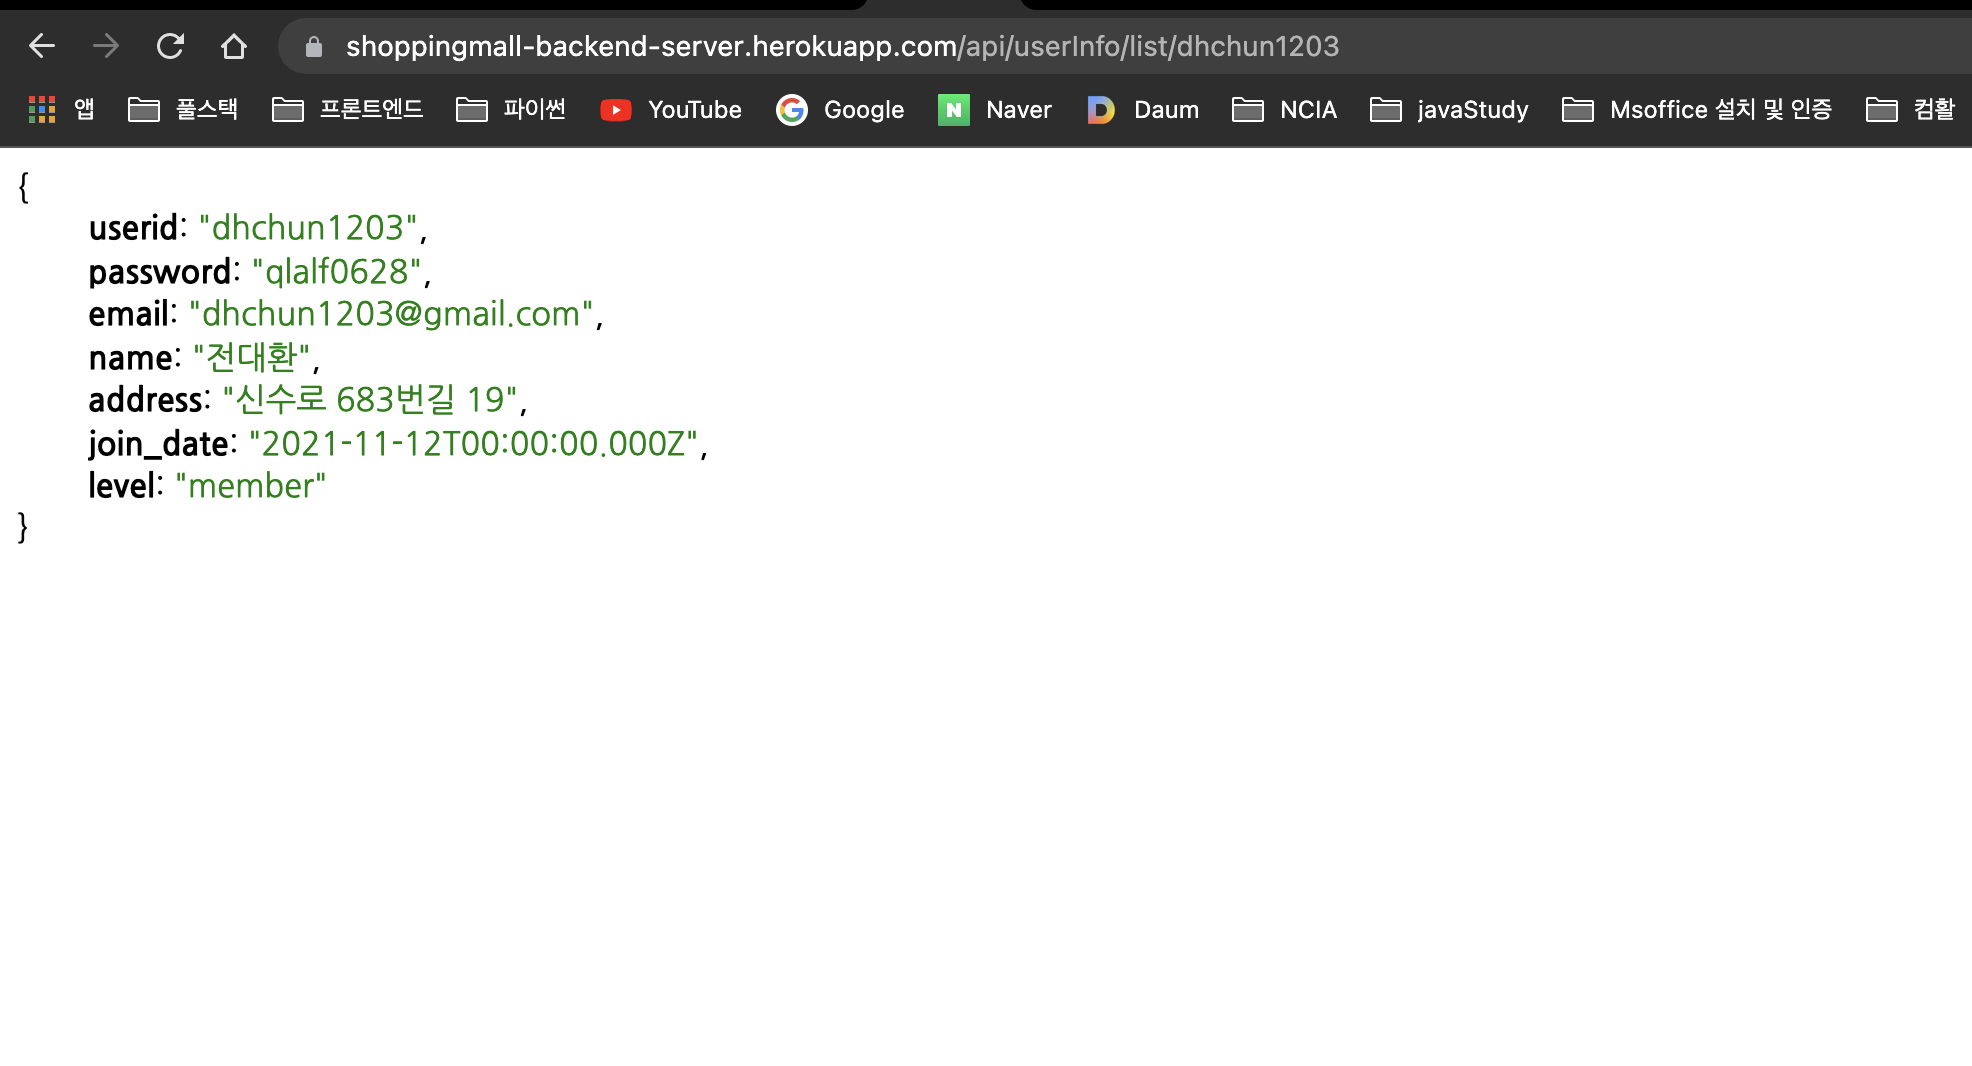 shoppingmall-backend-server.herokuapp.com/api/userInfo/list/dhchun1203
앱 풀스택 프론트엔드 파이썬 YouTube Google Naver Daum NCIA javaStudy Msoffice 설치 및 인증 컴활
{
userid: "dhchun1203",
password: "qlalf0628",
email: "dhchun1203@gmail.com",
name: "전대환",
address: "신수로 683번길 19",
join_date: "2021-11-12T00:00:00.000Z",
level: "member"
}